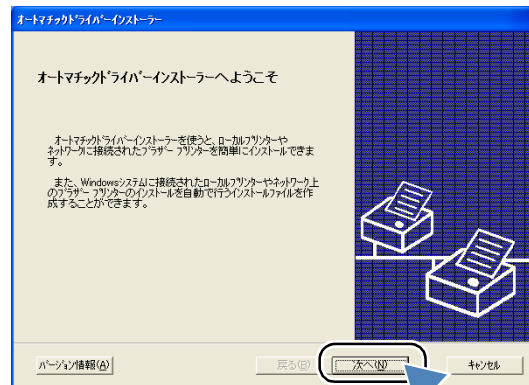 オートマチックドライバーインストーラー
オートマチックドライバーインストーラーへようこそ
オートマチックドライバーインストーラーを使うと、ローカルプリンターや
ネットワークに接続されたブラザー プリンターを簡単にインストールできま
す。
また、Windowsシステムに接続されたローカルプリンターやネットワーク上
のブラザー プリンターのインストールを自動で行うインストールファイルを作
成することができます。
バージョン情報(A)
戻る(B)
次へ(N)
キャンセル